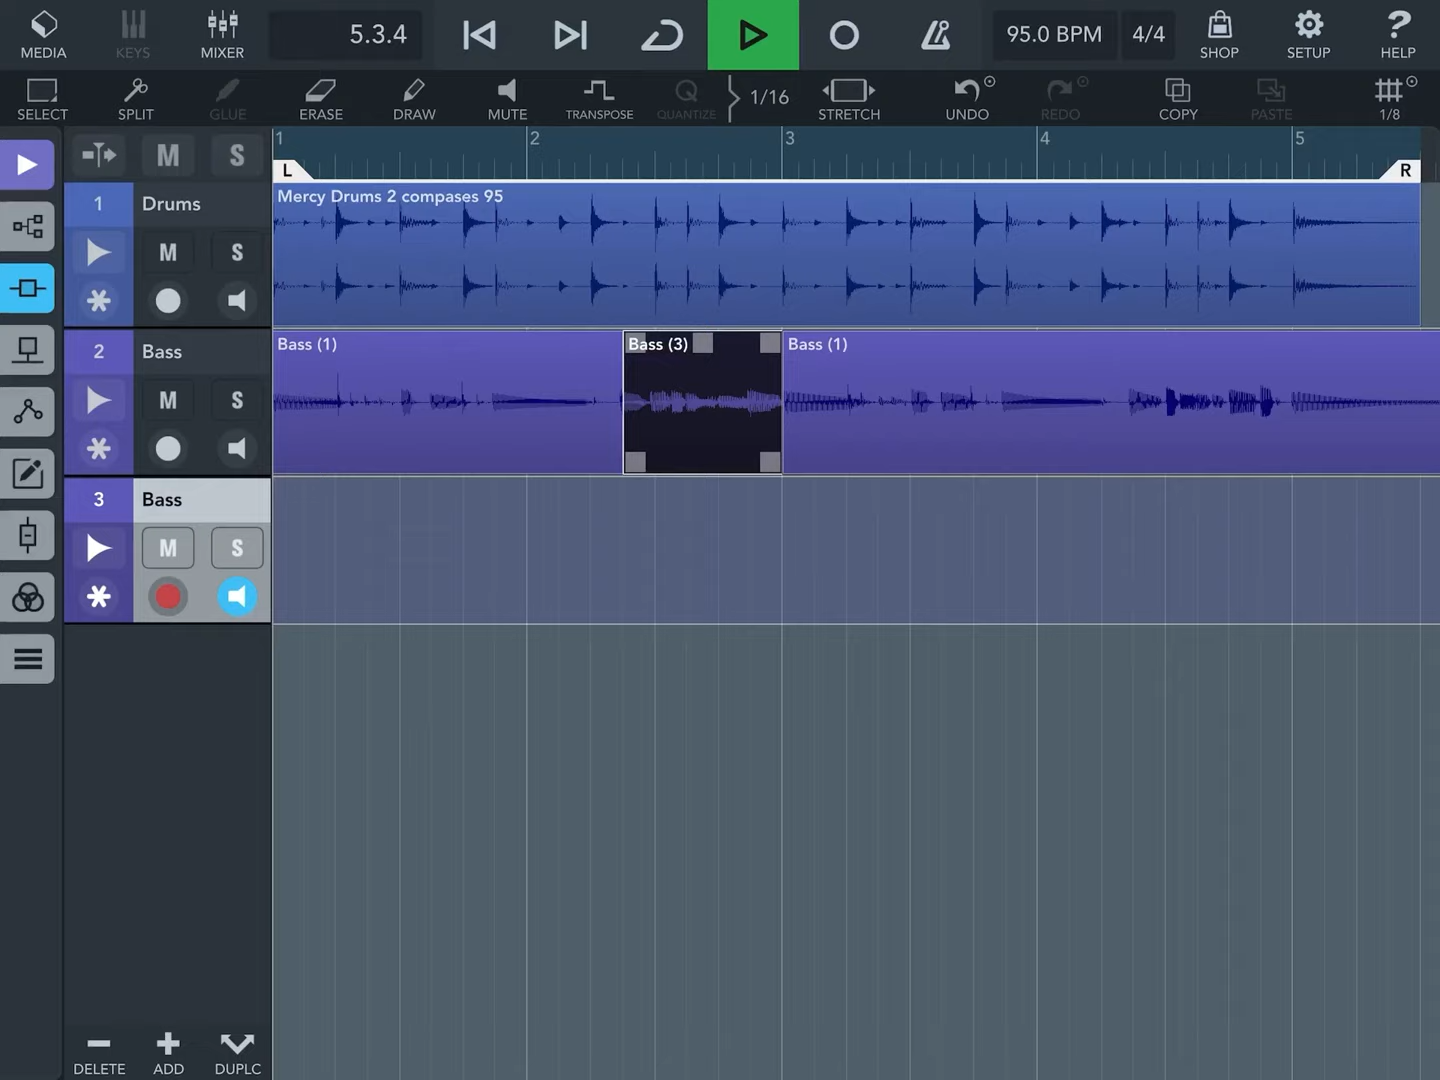 MEDIA
KEYS
MIXER
5.3.4
95.0 BPM
4/4
SHOP
SETUP
HELP
SELECT
SPLIT
GLUE
ERASE
DRAW
MUTE
TRANSPOSE
QUANTIZE
1/16
STRETCH
UNDO
REDO
COPY
PASTE
1/8
M
S
1
2
3
4
5
L
R
1
Drums
M
S
Mercy Drums 2 compases 95
2
Bass
M
S
Bass (1)
Bass (3)
Bass (1)
3
Bass
M
S
DELETE
ADD
DUPLC